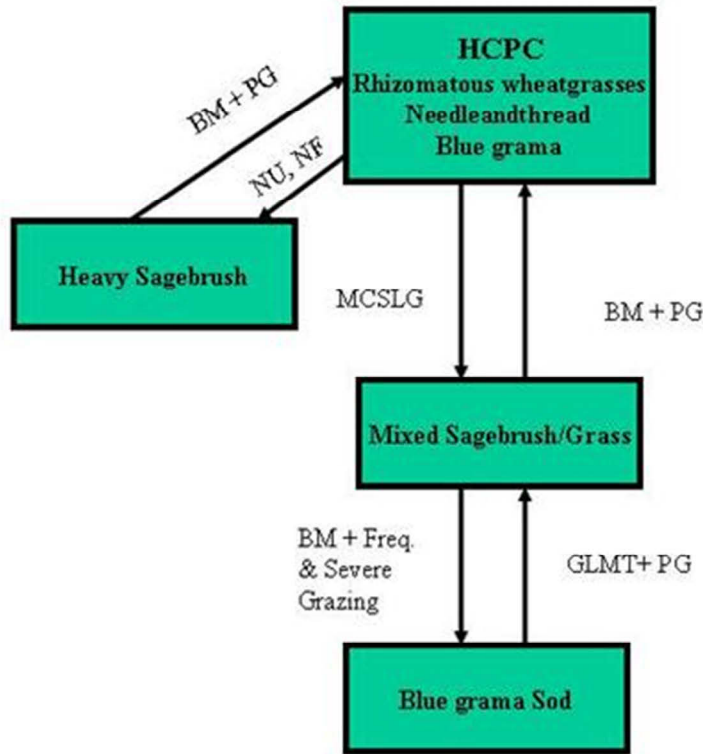 HCPC
Rhizomatous wheatgrasses
Needleandthread
Blue grama
BM + PG
NU, NF
Heavy Sagebrush
MCSLG
BM + PG
Mixed Sagebrush/Grass
BM + Freq.
& Severe
Grazing
GLMT+ PG
Blue grama Sod